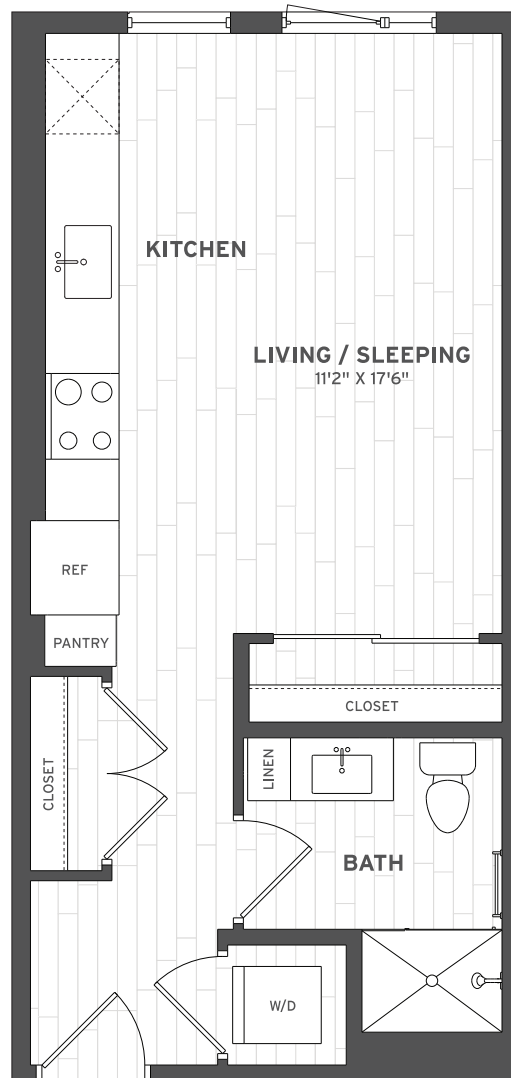 KITCHEN
LIVING / SLEEPING
11'2" X 17'6"
REF
PANTRY
CLOSET
CLOSET
LINEN
BATH
W/D